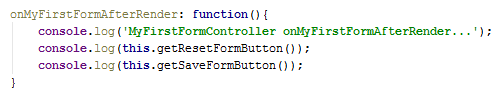 onMyFirstFormAfterRender: function(){
console.log('MyFirstFormController onMyFirstFormAfterRender...');
console.log(this.getResetFormButton());
console.log(this.getSaveFormButton());
}